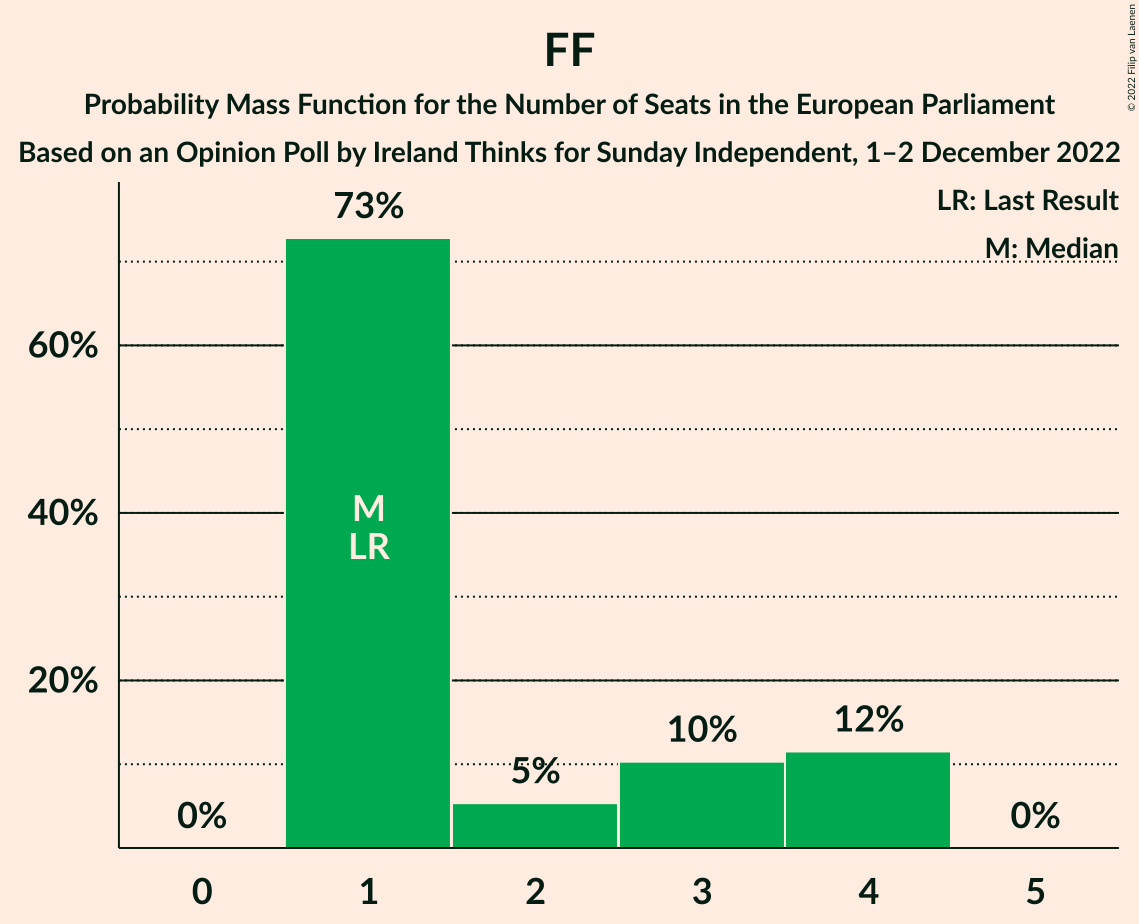 FF
Probability Mass Function for the Number of Seats in the European Parliament
Based on an Opinion Poll by Ireland Thinks for Sunday Independent, 1–2 December 2022
© 2022 Filip van Laenen
LR: Last Result
M: Median
73%
60%
40%
20%
M
LR
0%
5%
10%
12%
0%
0 1 2 3 4 5